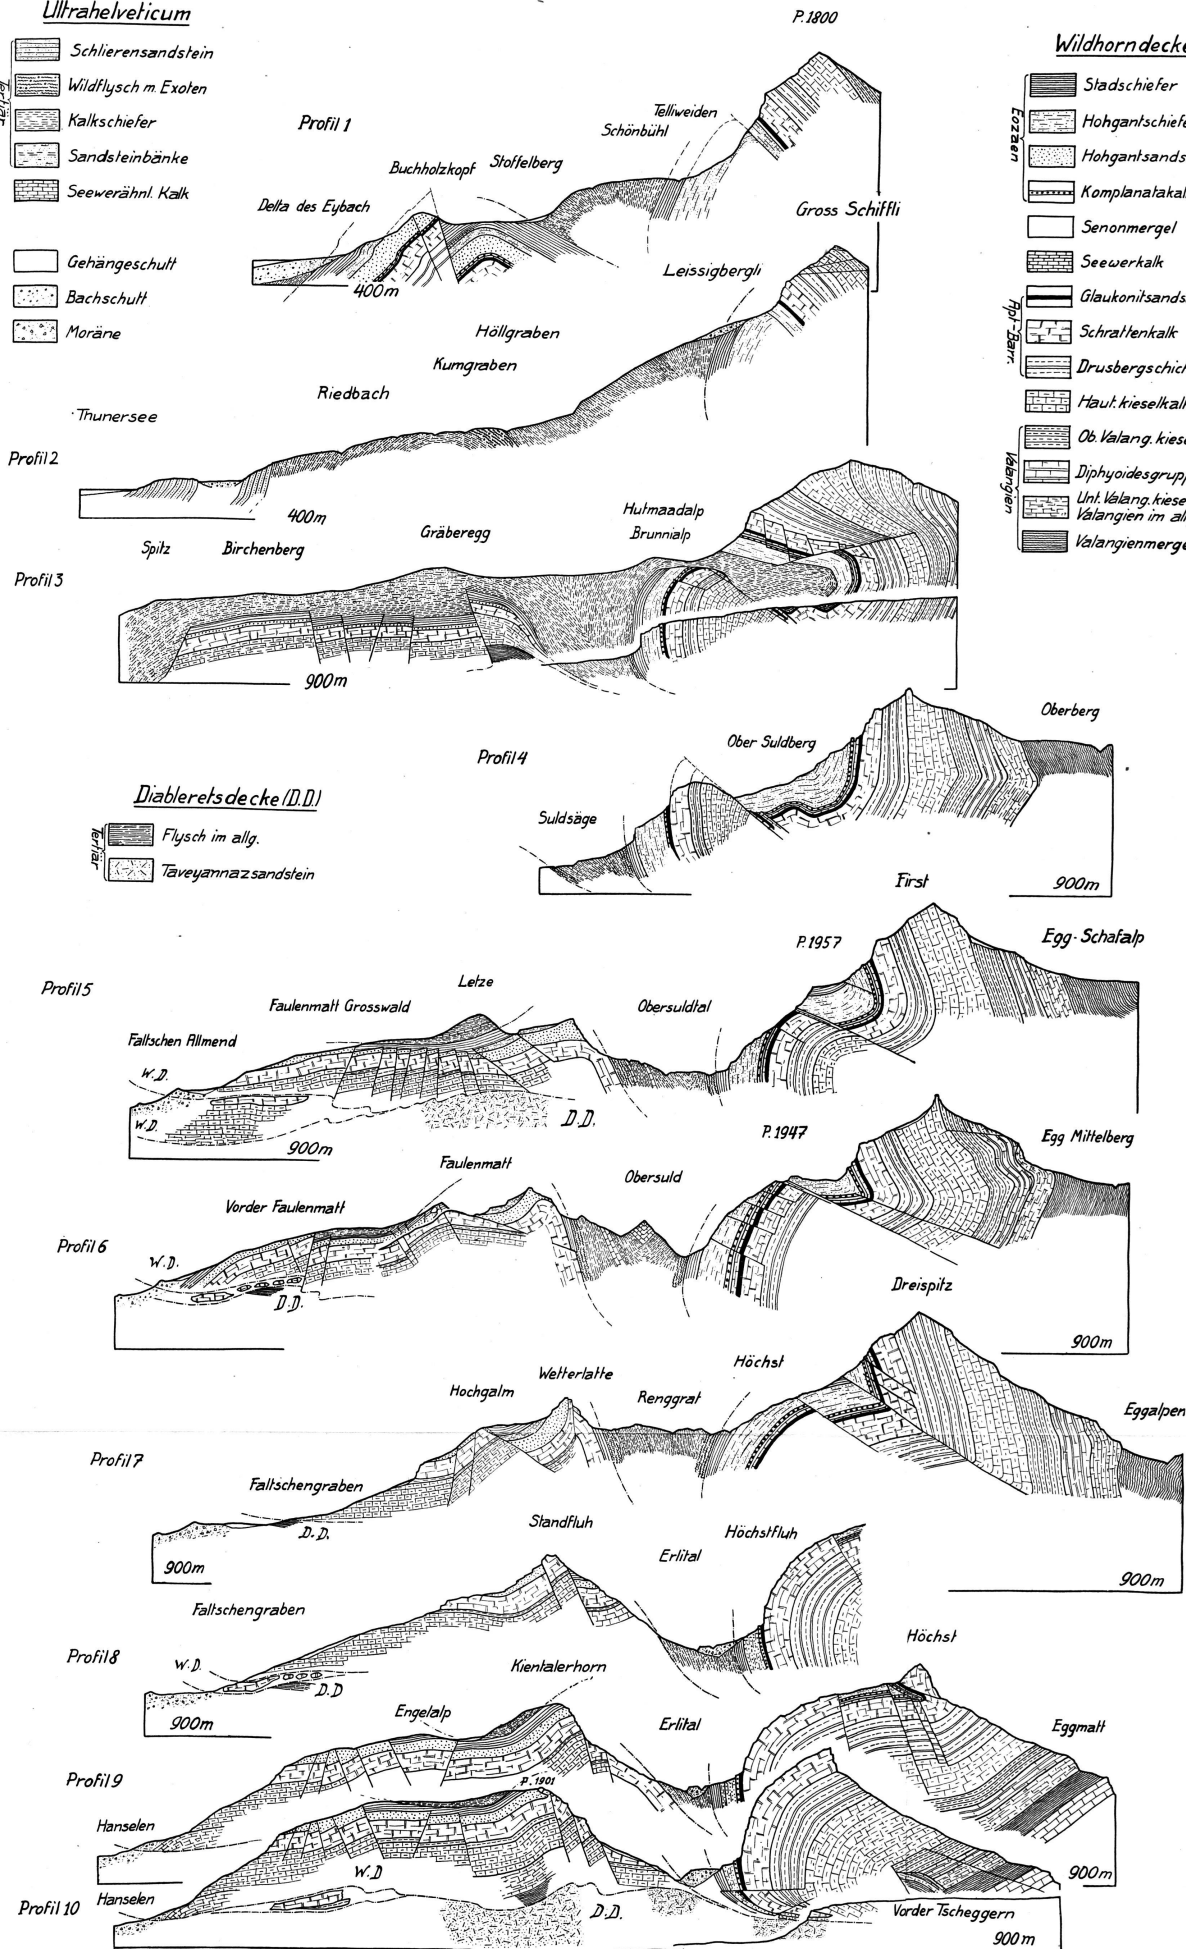 Ultrahelveticum
Tertiär
Schlierensandstein
Wildflysch m. Exoten
Kalkschiefer
Sandsteinbänke
Seewerähnl. Kalk
Gehängeschutt
Bachschutt
Moräne
Wildhorndecke
Eozaen
Stadschiefer
Hohgantschiefe
Hohgantsands
Komplanatakal
Senonmergel
Seewerkalk
Apt-Barr.
Glaukonitsands
Schrattenkalk
Drusbergschich
Haut. kieselkalk
Valangien
Ob. Valang. kiese
Diphyoidesgrupp
Unt. Valang. kiese
Valangien im all
Valangienmerge
P. 1800
Profil 1
Telliweiden
Schönbühl
Stoffelberg
Buchholzkopf
Delta des Eybach
400m
Gross Schiffli
Leissigbergli
Höllgraben
Kumgraben
Riedbach
Thunersee
Profil 2
400m
Hutmaadalp
Brunnialp
Gräberegg
Birchenberg
Spitz
Profil 3
900m
Oberberg
Ober Suldberg
Profil 4
Suldsäge
900m
Diableretsdecke (D.D.)
Tertiär
Flysch im allg.
Taveyannazsandstein
First
P. 1957
Egg-Schafalp
Profil 5
Letze
Faulenmatt Grosswald
Obersuldtal
Faltschen Allmend
W.D.
W.D.
D.D.
900m
P. 1947
Egg Mittelberg
Faulenmatt
Obersuld
Vorder Faulenmatt
Profil 6
W.D.
D.D.
Dreispitz
900m
Höchst
Wetterlatte
Hochgalm
Renggrat
Eggalpen
Profil 7
Faltschengraben
D.D.
900m
900m
Standfluh
Höchstfluh
Erlital
Faltschengraben
Profil 8
W.D.
D.D
900m
Höchst
Kientalerhorn
Engelalp
Erlital
Eggmatt
Profil 9
P. 1901
Hanselen
900m
W.D
Profil 10
Hanselen
D.D.
Vorder Tscheggern
900m